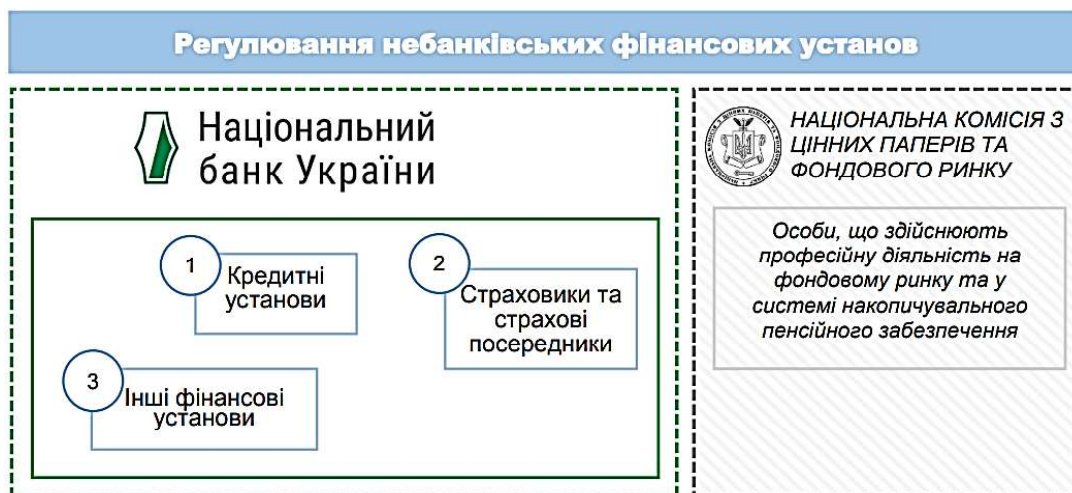 Регулювання небанківських фінансових установ
Національний
банк України
1
Кредитні
установи
2
Страховики та
страхові
посередники
3
Інші фінансові
установи
НАЦІОНАЛЬНА КОМІСІЯ З
ЦІННИХ ПАПЕРІВ ТА
ФОНДОВОГО РИНКУ
Особи, що здійснюють
професійну діяльність на
фондовому ринку та у
системі накопичувального
пенсійного забезпечення